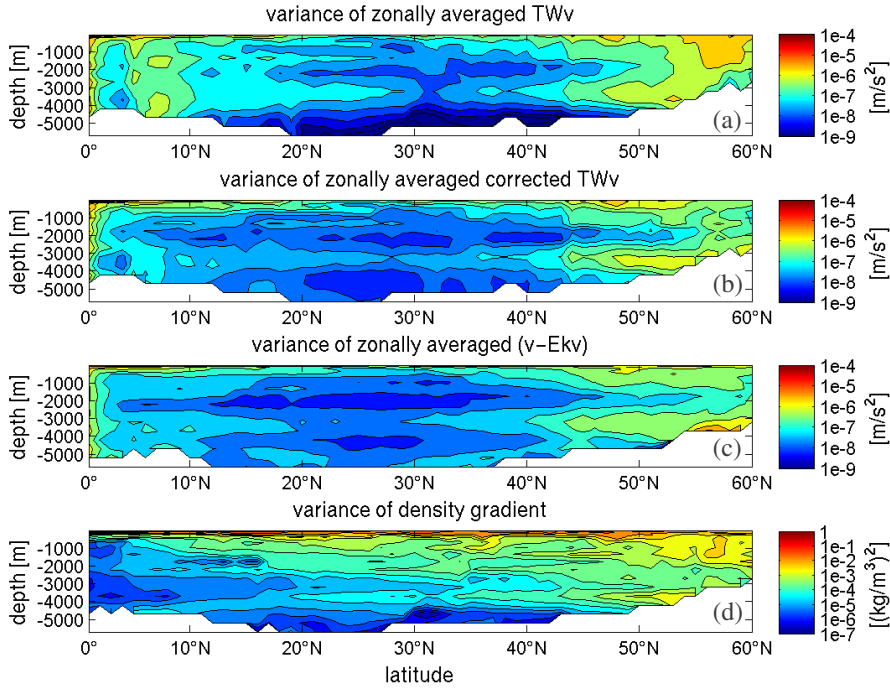 variance of zonally averaged TWv
depth [m]
-1000
-2000
-3000
-4000
-5000
0°
10°N
20°N
30°N
40°N
50°N
60°N
(a)
1e-4
1e-5
1e-6
1e-7
1e-8
1e-9
[m/s²]
variance of zonally averaged corrected TWv
depth [m]
-1000
-2000
-3000
-4000
-5000
0°
10°N
20°N
30°N
40°N
50°N
60°N
(b)
1e-4
1e-5
1e-6
1e-7
1e-8
1e-9
[m/s²]
variance of zonally averaged (v-Ekv)
depth [m]
-1000
-2000
-3000
-4000
-5000
0°
10°N
20°N
30°N
40°N
50°N
60°N
(c)
1e-4
1e-5
1e-6
1e-7
1e-8
1e-9
[m/s²]
variance of density gradient
depth [m]
-1000
-2000
-3000
-4000
-5000
0°
10°N
20°N
30°N
40°N
50°N
60°N
(d)
1
1e-1
1e-2
1e-3
1e-4
1e-5
1e-6
1e-7
[(kg/m³)²]
latitude